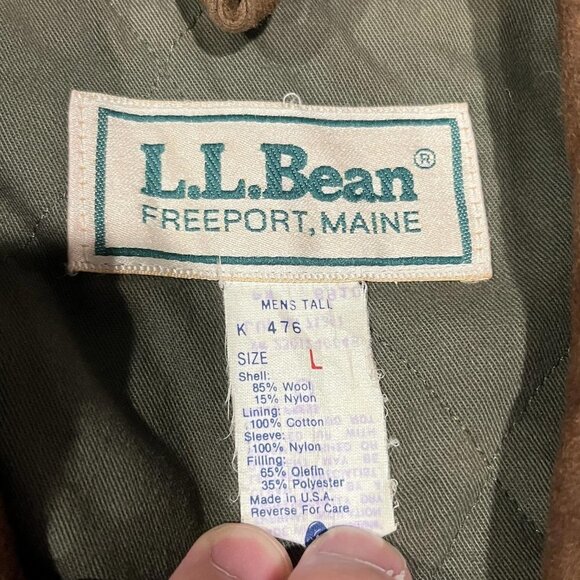 L.L.Bean®
FREEPORT, MAINE
MENS TALL
K 476
SIZE L
Shell:
85% Wool
15% Nylon
Lining:
100% Cotton
Sleeve:
100% Nylon
Filling:
65% Olefin
35% Polyester
Made in U.S.A.
Reverse For Care